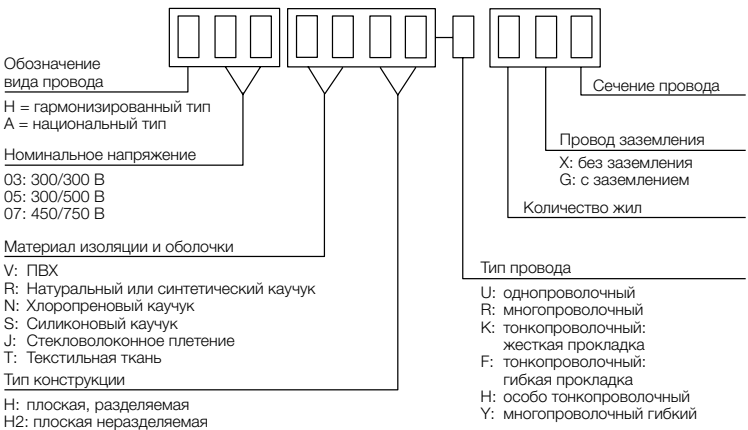 Обозначение
вида провода
H = гармонизированный тип
A = национальный тип
Номинальное напряжение
03: 300/300 В
05: 300/500 В
07: 450/750 В
Материал изоляции и оболочки
V: ПВХ
R: Натуральный или синтетический каучук
N: Хлоропреновый каучук
S: Силиконовый каучук
J: Стекловолоконное плетение
T: Текстильная ткань
Тип конструкции
H: плоская, разделяемая
H2: плоская неразделяемая
Сечение провода
Провод заземления
X: без заземления
G: с заземлением
Количество жил
Тип провода
U: однопроволочный
R: многопроволочный
K: тонкопроволочный:
жесткая прокладка
F: тонкопроволочный:
гибкая прокладка
H: особо тонкопроволочный
Y: многопроволочный гибкий